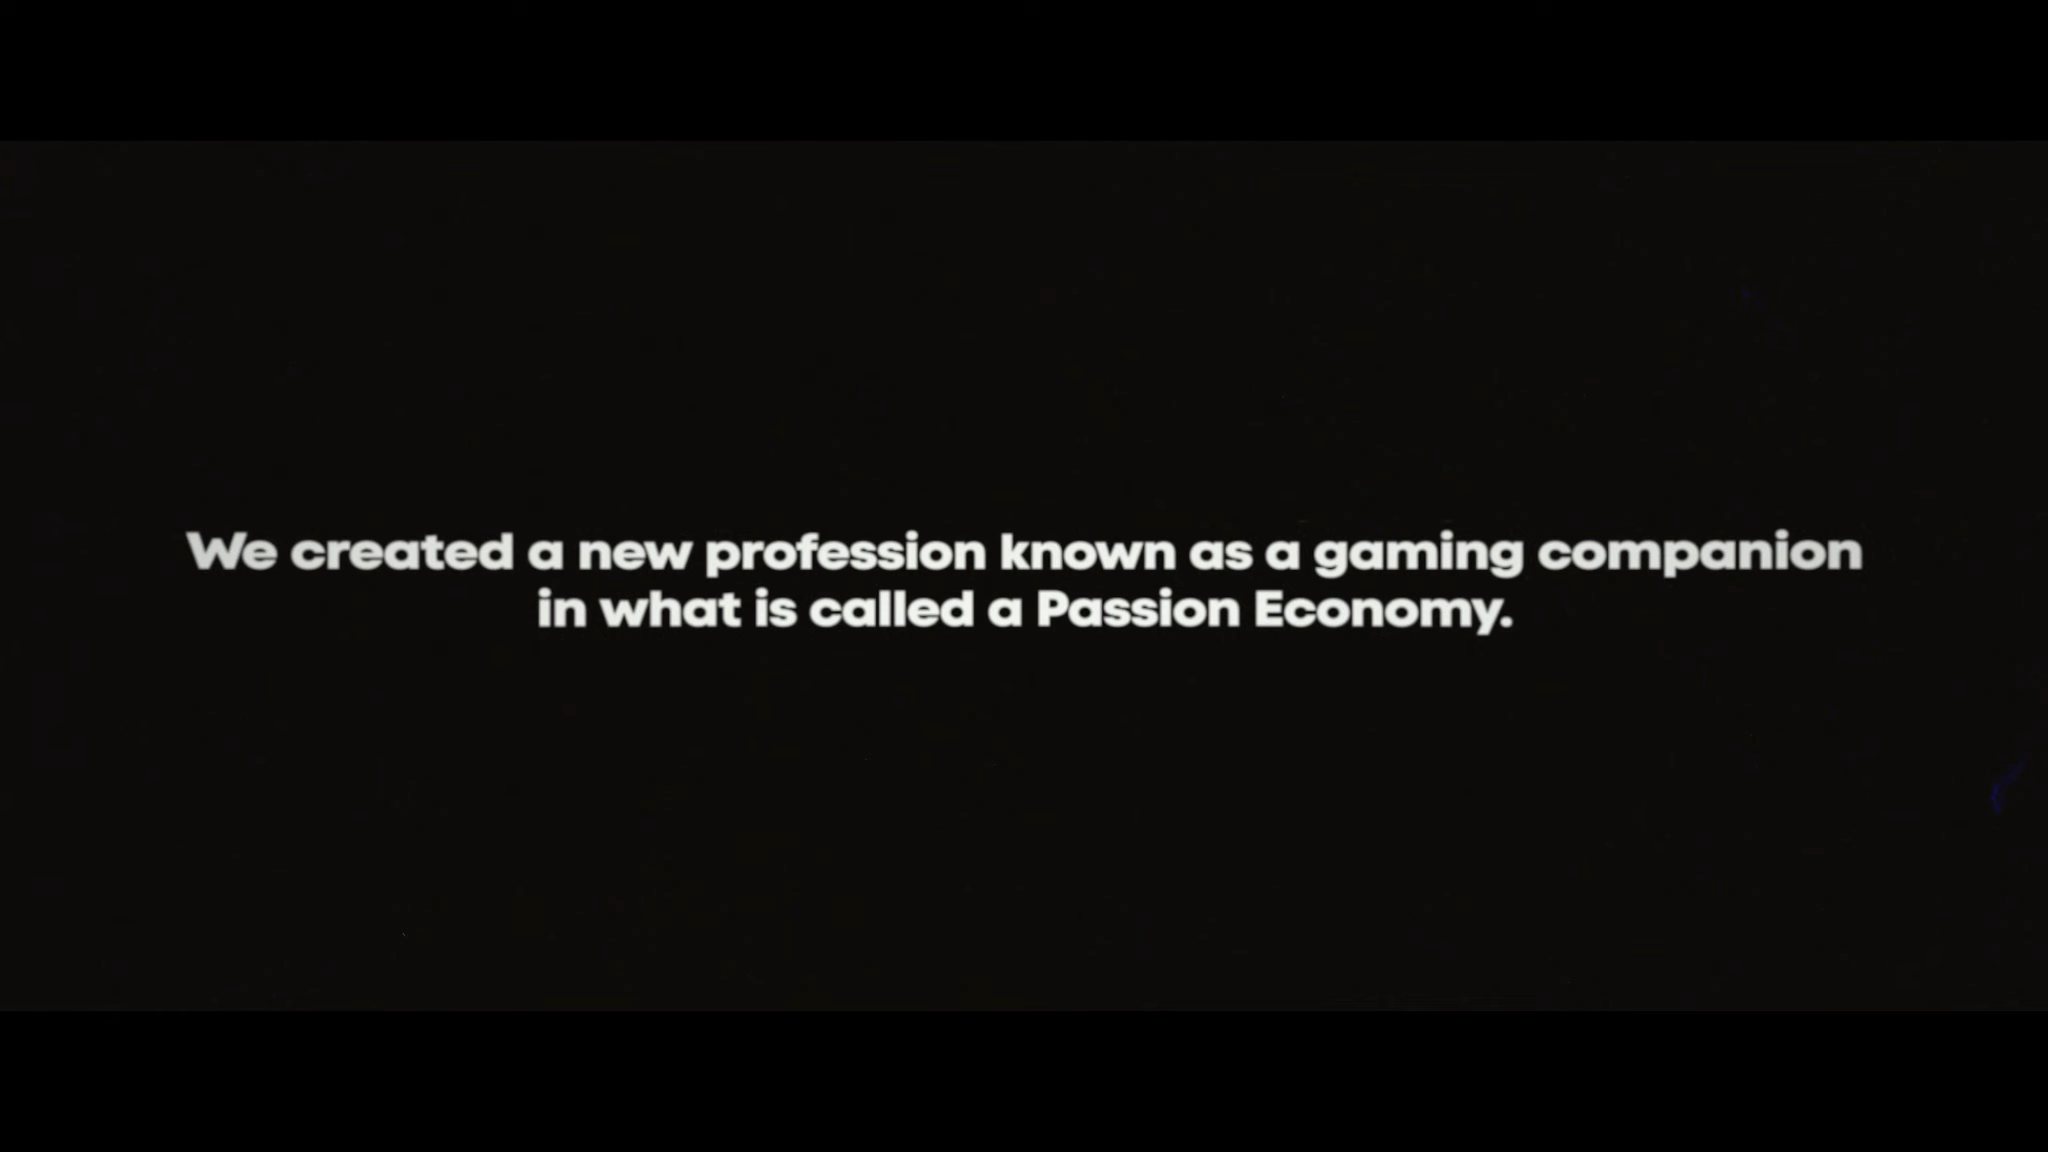 We created a new profession known as a gaming companion
in what is called a Passion Economy.